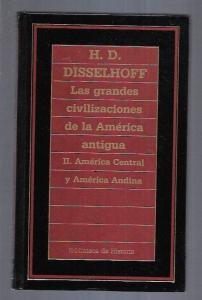 H. D.
DISSELHOFF
Las grandes
civilizaciones
de la América
antigua
II. América Central
y América Andina
Biblioteca de Historia